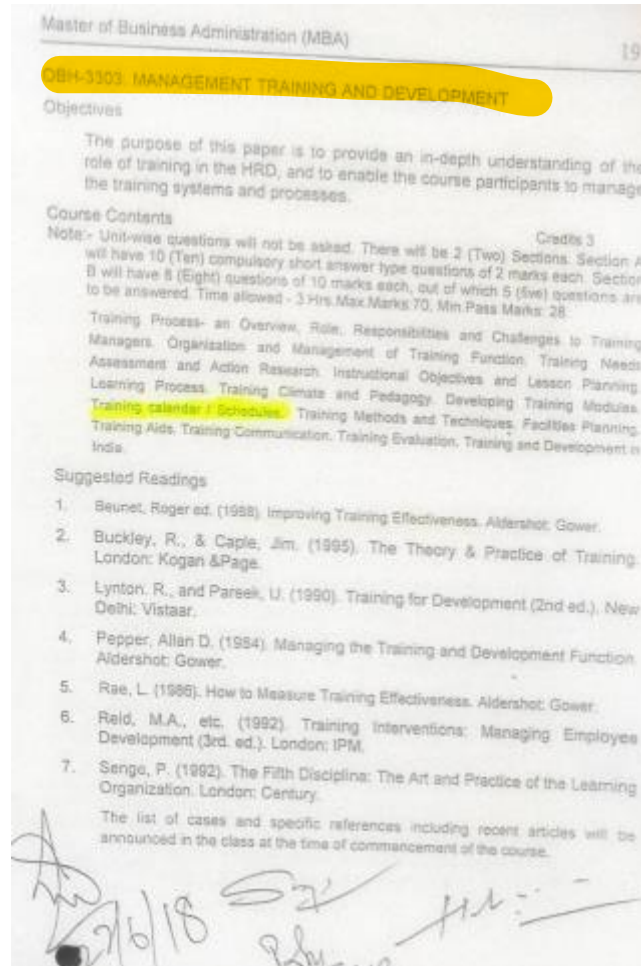 Master of Business Administration (MBA)
19
OBH-3303: MANAGEMENT TRAINING AND DEVELOPMENT
Objectives
The purpose of this paper is to provide an in-depth understanding of the
role of training in the HRD, and to enable the course participants to manage
the training systems and processes.
Course Contents
Credits 3
Note:- Unit-wise questions will not be asked. There will be 2 (Two) Sections. Section A
will have 10 (Ten) compulsory short answer type questions of 2 marks each. Section
B will have 8 (Eight) questions of 10 marks each, out of which 5 (five) questions are
to be answered. Time allowed - 3 Hrs. Max.Marks 70, Min.Pass Marks: 28
Training Process- an Overview, Role, Responsibilities and Challenges to Training
Managers. Organization and Management of Training Function. Training Needs
Assessment and Action Research. Instructional Objectives and Lesson Planning.
Learning Process. Training Climate and Pedagogy. Developing Training Modules.
Training calendar / Schedules. Training Methods and Techniques. Facilities Planning.
Training Aids. Training Communication. Training Evaluation. Training and Development in
India.
Suggested Readings
1. Beunet, Roger ed. (1988). Improving Training Effectiveness. Aldershot: Gower.
2. Buckley, R., & Caple, Jim. (1995). The Theory & Practice of Training.
London: Kogan &Page.
3. Lynton. R., and Pareek, U. (1990). Training for Development (2nd ed.). New
Delhi: Vistaar.
4. Pepper, Allan D. (1984). Managing the Training and Development Function.
Aldershot: Gower.
5. Rae, L. (1986). How to Measure Training Effectiveness. Aldershot: Gower.
6. Reid, M.A., etc. (1992). Training Interventions: Managing Employee
Development (3rd. ed.). London: IPM.
7. Senge, P. (1992). The Fifth Discipline: The Art and Practice of the Learning
Organization. London: Century.
The list of cases and specific references including recent articles will be
announced in the class at the time of commencement of the course.
27/6/18